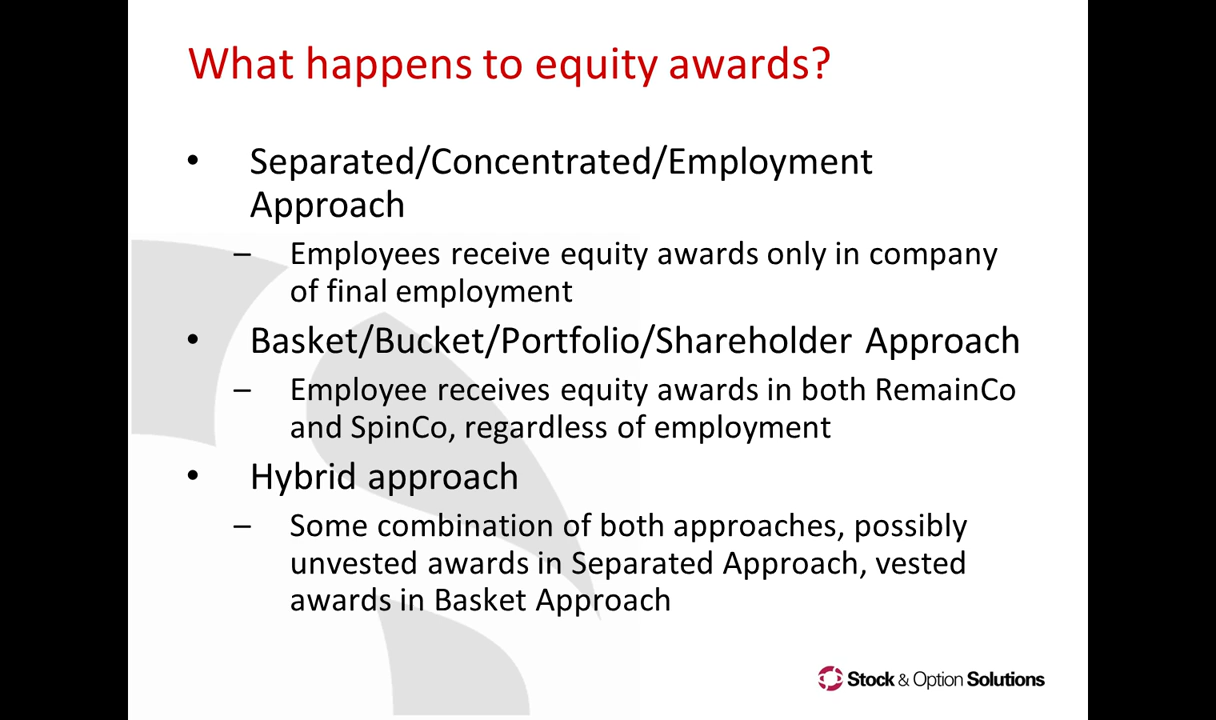 What happens to equity awards?
• Separated/Concentrated/Employment
Approach
– Employees receive equity awards only in company
of final employment
• Basket/Bucket/Portfolio/Shareholder Approach
– Employee receives equity awards in both RemainCo
and SpinCo, regardless of employment
• Hybrid approach
– Some combination of both approaches, possibly
unvested awards in Separated Approach, vested
awards in Basket Approach
Stock & Option Solutions